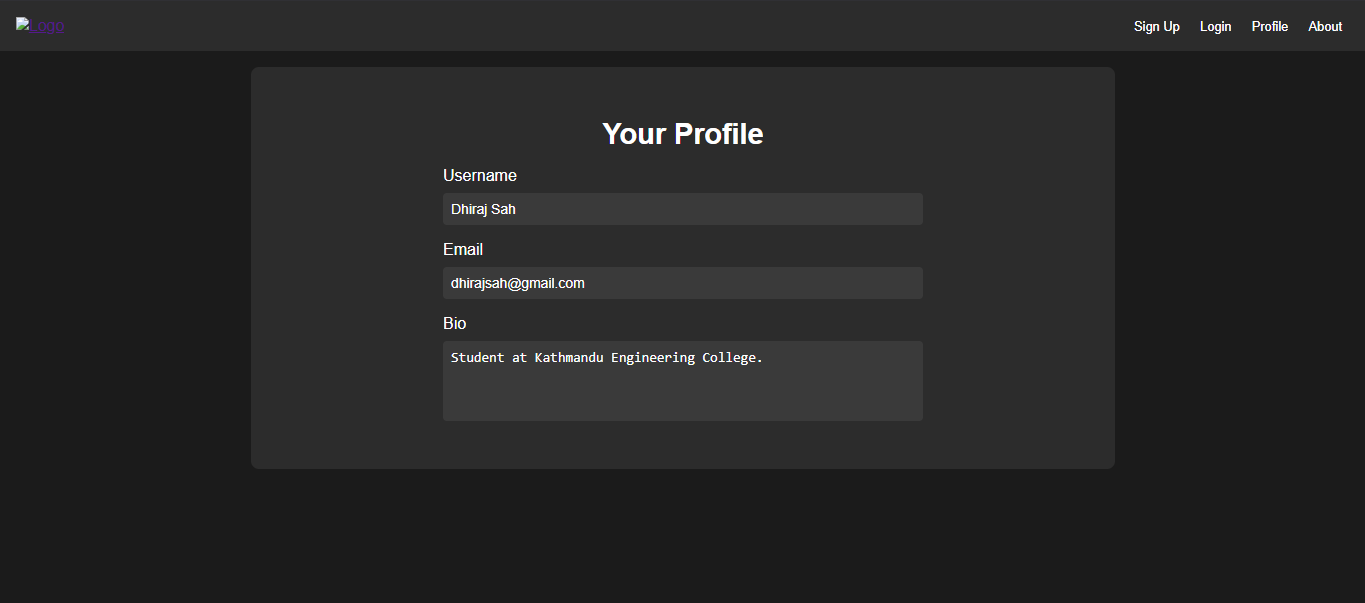 Logo
Sign Up Login Profile About
Your Profile
Username
Dhiraj Sah
Email
dhirajsah@gmail.com
Bio
Student at Kathmandu Engineering College.